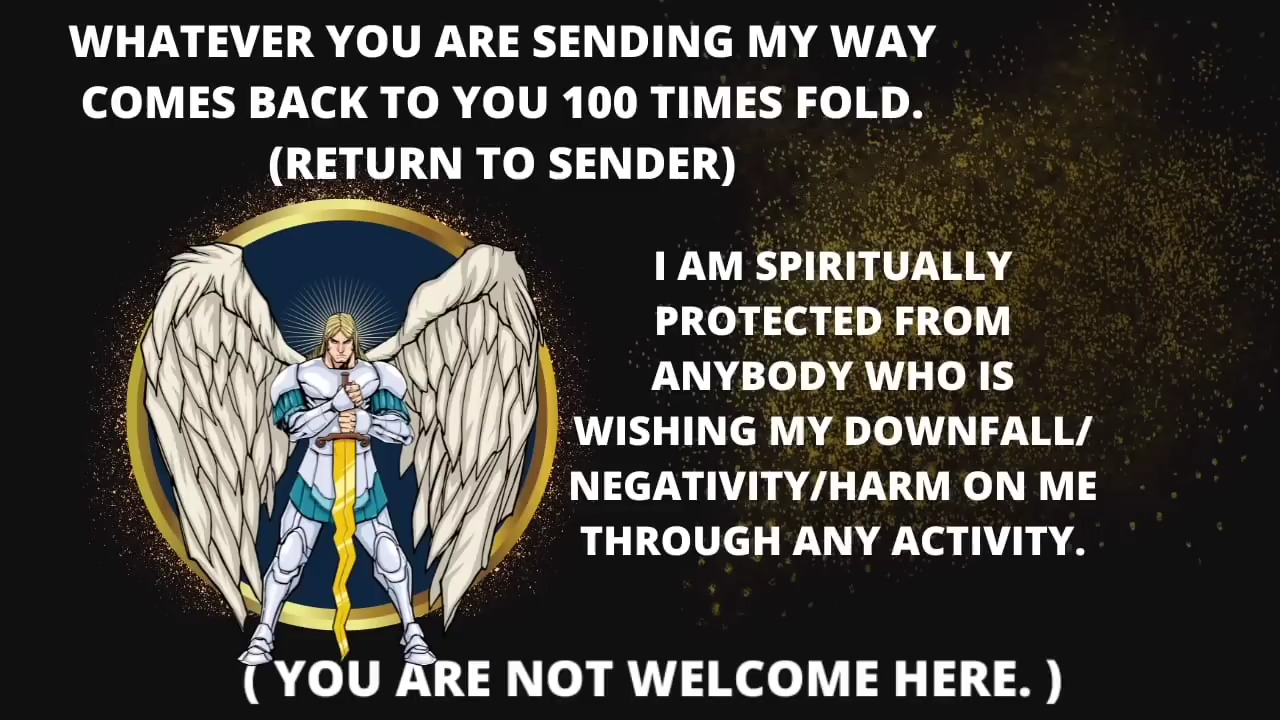 WHATEVER YOU ARE SENDING MY WAY
COMES BACK TO YOU 100 TIMES FOLD.
(RETURN TO SENDER)
I AM SPIRITUALLY
PROTECTED FROM
ANYBODY WHO IS
WISHING MY DOWNFALL/
NEGATIVITY/HARM ON ME
THROUGH ANY ACTIVITY.
( YOU ARE NOT WELCOME HERE. )